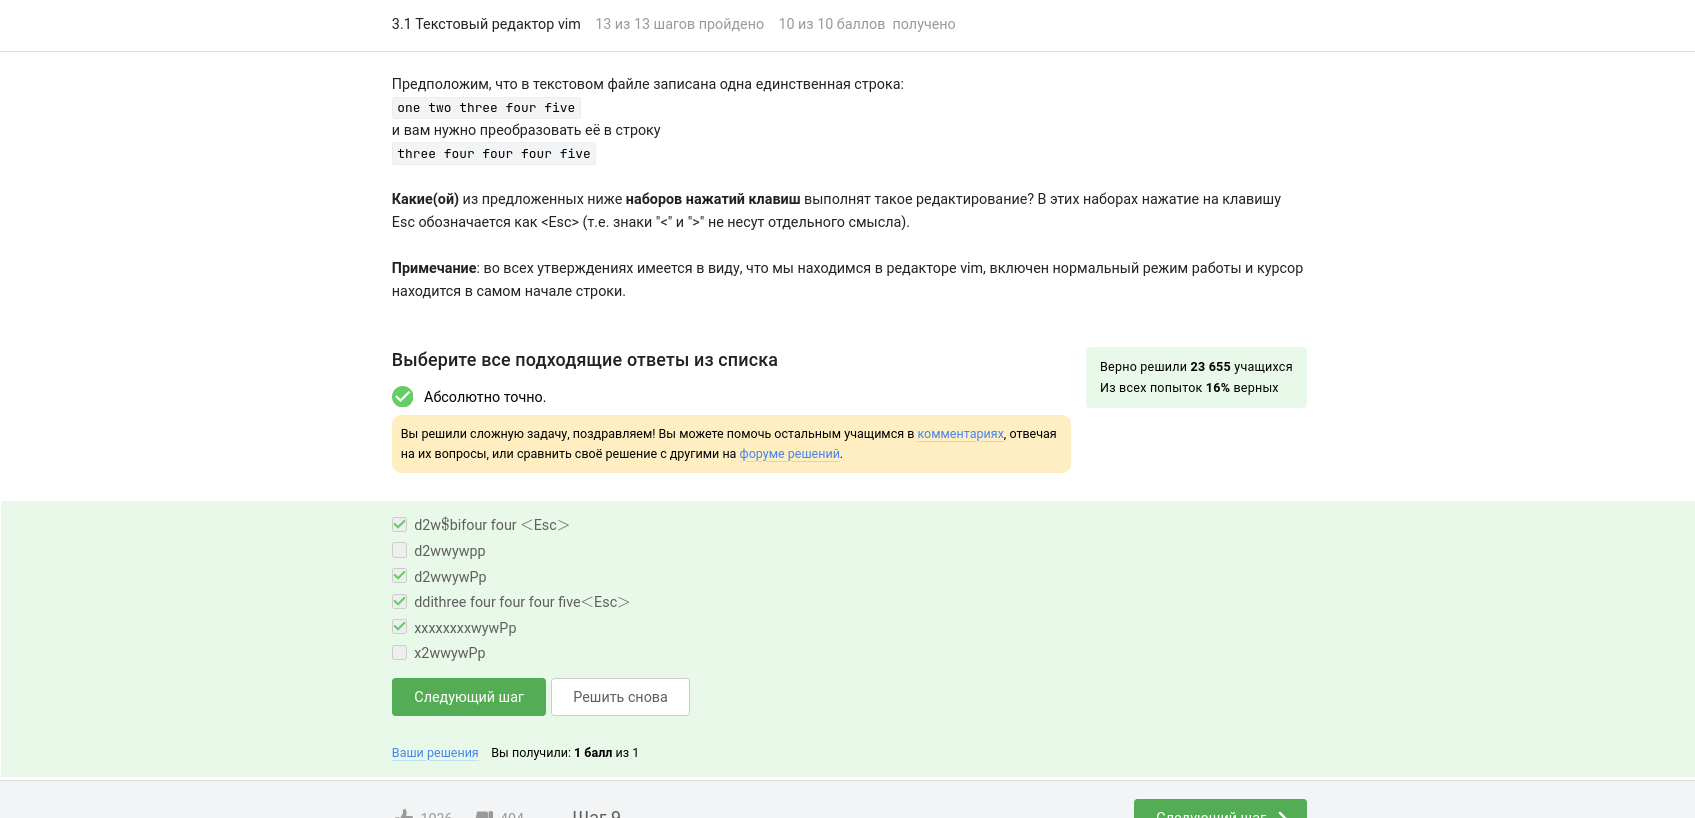 3.1 Текстовый редактор vim 13 из 13 шагов пройдено 10 из 10 баллов получено
Предположим, что в текстовом файле записана одна единственная строка:
one two three four five
и вам нужно преобразовать её в строку
three four four four five
Какие(ой) из предложенных ниже наборов нажатий клавиш выполнят такое редактирование? В этих наборах нажатие на клавишу
Esc обозначается как <Esc> (т.е. знаки "<" и ">" не несут отдельного смысла).
Примечание: во всех утверждениях имеется в виду, что мы находимся в редакторе vim, включен нормальный режим работы и курсор
находится в самом начале строки.
Выберите все подходящие ответы из списка
Верно решили 23 655 учащихся
Из всех попыток 16% верных
Абсолютно точно.
Вы решили сложную задачу, поздравляем! Вы можете помочь остальным учащимся в комментариях, отвечая
на их вопросы, или сравнить своё решение с другими на форуме решений.
d2w$bifour four <Esc>
d2wwywpp
d2wwywPp
ddithree four four four five<Esc>
xxxxxxxxwywPp
x2wwywPp
Следующий шаг Решить снова
Ваши решения Вы получили: 1 балл из 1
Шаг 9
Следующий шаг